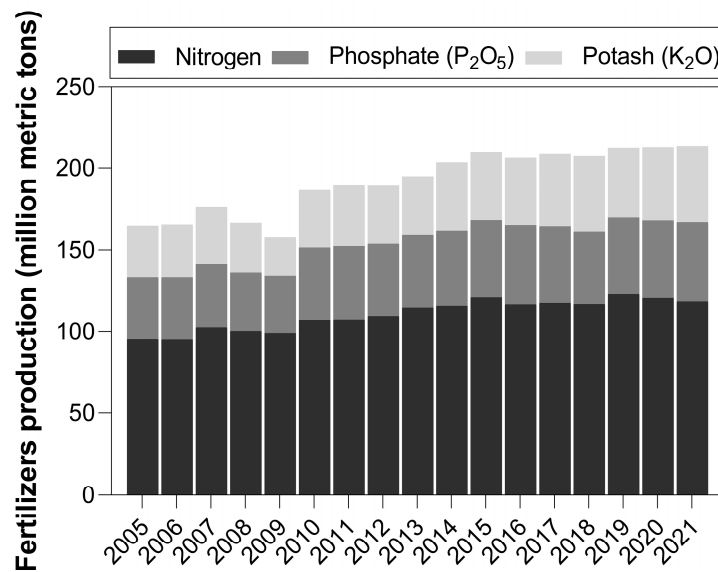 Fertilizers production (million metric tons)
Nitrogen Phosphate (P₂O₅) Potash (K₂O)
250
200
150
100
50
0
2005 2006 2007 2008 2009 2010 2011 2012 2013 2014 2015 2016 2017 2018 2019 2020 2021